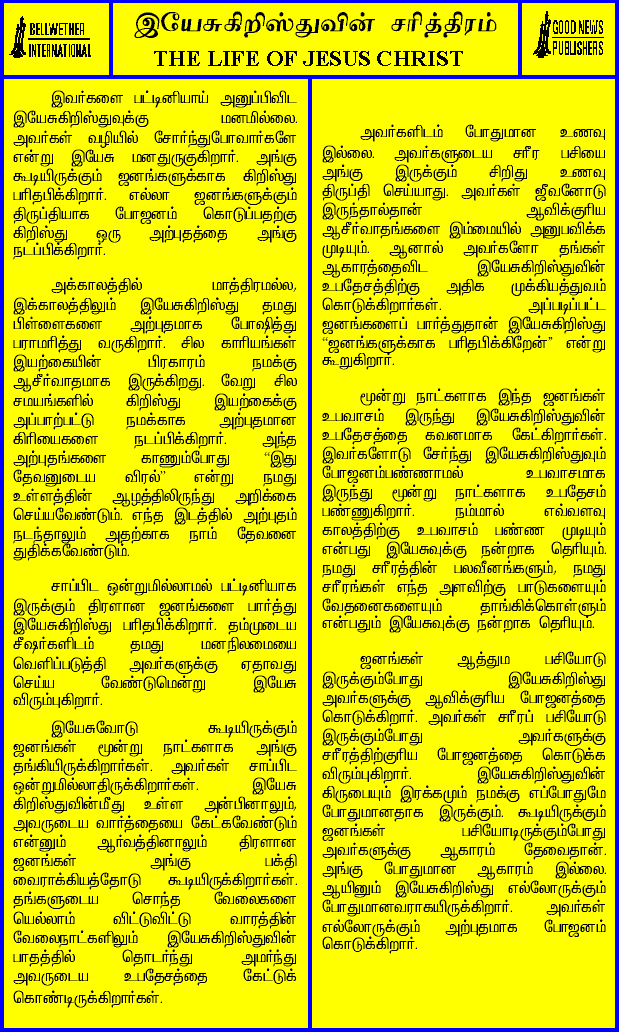 BELLWETHER
INTERNATIONAL
இயேசுகிறிஸ்துவின் சரித்திரம்
THE LIFE OF JESUS CHRIST
GOOD NEWS
PUBLISHERS
இவர்களை பட்டினியாய் அனுப்பிவிட
இயேசுகிறிஸ்துவுக்கு மனமில்லை.
அவர்கள் வழியில் சோர்ந்துபோவார்களே
என்று இயேசு மனதுருகுகிறார். அங்கு
கூடியிருக்கும் ஜனங்களுக்காக கிறிஸ்து
பரிதபிக்கிறார். எல்லா ஜனங்களுக்கும்
திருப்தியாக போஜனம் கொடுப்பதற்கு
கிறிஸ்து ஒரு அற்புதத்தை அங்கு
நடப்பிக்கிறார்.
அக்காலத்தில் மாத்திரமல்ல,
இக்காலத்திலும் இயேசுகிறிஸ்து தமது
பிள்ளைகளை அற்புதமாக போஷித்து
பராமரித்து வருகிறார். சில காரியங்கள்
இயற்கையின் பிரகாரம் நமக்கு
ஆசீர்வாதமாக இருக்கிறது. வேறு சில
சமயங்களில் கிறிஸ்து இயற்கைக்கு
அப்பாற்பட்டு நமக்காக அற்புதமான
கிரியைகளை நடப்பிக்கிறார். அந்த
அற்புதங்களை காணும்போது “இது
தேவனுடைய விரல்” என்று நமது
உள்ளத்தின் ஆழத்திலிருந்து அறிக்கை
செய்யவேண்டும். எந்த இடத்தில் அற்புதம்
நடந்தாலும் அதற்காக நாம் தேவனை
துதிக்கவேண்டும்.
சாப்பிட ஒன்றுமில்லாமல் பட்டினியாக
இருக்கும் திரளான ஜனங்களை பார்த்து
இயேசுகிறிஸ்து பரிதபிக்கிறார். தம்முடைய
சீஷர்களிடம் தமது மனநிலமையை
வெளிப்படுத்தி அவர்களுக்கு ஏதாவது
செய்ய வேண்டுமென்று இயேசு
விரும்புகிறார்.
இயேசுவோடு கூடியிருக்கும்
ஜனங்கள் மூன்று நாட்களாக அங்கு
தங்கியிருக்கிறார்கள். அவர்கள் சாப்பிட
ஒன்றுமில்லாதிருக்கிறார்கள். இயேசு
கிறிஸ்துவின்மீது உள்ள அன்பினாலும்,
அவருடைய வார்த்தையை கேட்கவேண்டும்
என்னும் ஆர்வத்தினாலும் திரளான
ஜனங்கள் அங்கு பக்தி
வைராக்கியத்தோடு கூடியிருக்கிறார்கள்.
தங்களுடைய சொந்த வேலைகளை
யெல்லாம் விட்டுவிட்டு வாரத்தின்
வேலைநாட்களிலும் இயேசுகிறிஸ்துவின்
பாதத்தில் தொடர்ந்து அமர்ந்து
அவருடைய உபதேசத்தை கேட்டுக்
கொண்டிருக்கிறார்கள்.
அவர்களிடம் போதுமான உணவு
இல்லை. அவர்களுடைய சரீர பசியை
அங்கு இருக்கும் சிறிது உணவு
திருப்தி செய்யாது. அவர்கள் ஜீவனோடு
இருந்தால்தான் ஆவிக்குரிய
ஆசீர்வாதங்களை இம்மையில் அனுபவிக்க
முடியும். ஆனால் அவர்களோ தங்கள்
ஆகாரத்தைவிட இயேசுகிறிஸ்துவின்
உபதேசத்திற்கு அதிக முக்கியத்துவம்
கொடுக்கிறார்கள். அப்படிப்பட்ட
ஜனங்களைப் பார்த்துதான் இயேசுகிறிஸ்து
“ஜனங்களுக்காக பரிதபிக்கிறேன்” என்று
கூறுகிறார்.
மூன்று நாட்களாக இந்த ஜனங்கள்
உபவாசம் இருந்து இயேசுகிறிஸ்துவின்
உபதேசத்தை கவனமாக கேட்கிறார்கள்.
இவர்களோடு சேர்ந்து இயேசுகிறிஸ்துவும்
போஜனம்பண்ணாமல் உபவாசமாக
இருந்து மூன்று நாட்களாக உபதேசம்
பண்ணுகிறார். நம்மால் எவ்வளவு
காலத்திற்கு உபவாசம் பண்ண முடியும்
என்பது இயேசுவுக்கு நன்றாக தெரியும்.
நமது சரீரத்தின் பலவீனங்களும், நமது
சரீரங்கள் எந்த அளவிற்கு பாடுகளையும்
வேதனைகளையும் தாங்கிக்கொள்ளும்
என்பதும் இயேசுவுக்கு நன்றாக தெரியும்.
ஜனங்கள் ஆத்தும பசியோடு
இருக்கும்போது இயேசுகிறிஸ்து
அவர்களுக்கு ஆவிக்குரிய போஜனத்தை
கொடுக்கிறார். அவர்கள் சரீரப் பசியோடு
இருக்கும்போது அவர்களுக்கு
சரீரத்திற்குரிய போஜனத்தை கொடுக்க
விரும்புகிறார். இயேசுகிறிஸ்துவின்
கிருபையும் இரக்கமும் நமக்கு எப்போதுமே
போதுமானதாக இருக்கும். கூடியிருக்கும்
ஜனங்கள் பசியோடிருக்கும்போது
அவர்களுக்கு ஆகாரம் தேவைதான்.
அங்கு போதுமான ஆகாரம் இல்லை.
ஆயினும் இயேசுகிறிஸ்து எல்லோருக்கும்
போதுமானவராகயிருக்கிறார். அவர்கள்
எல்லோருக்கும் அற்புதமாக போஜனம்
கொடுக்கிறார்.